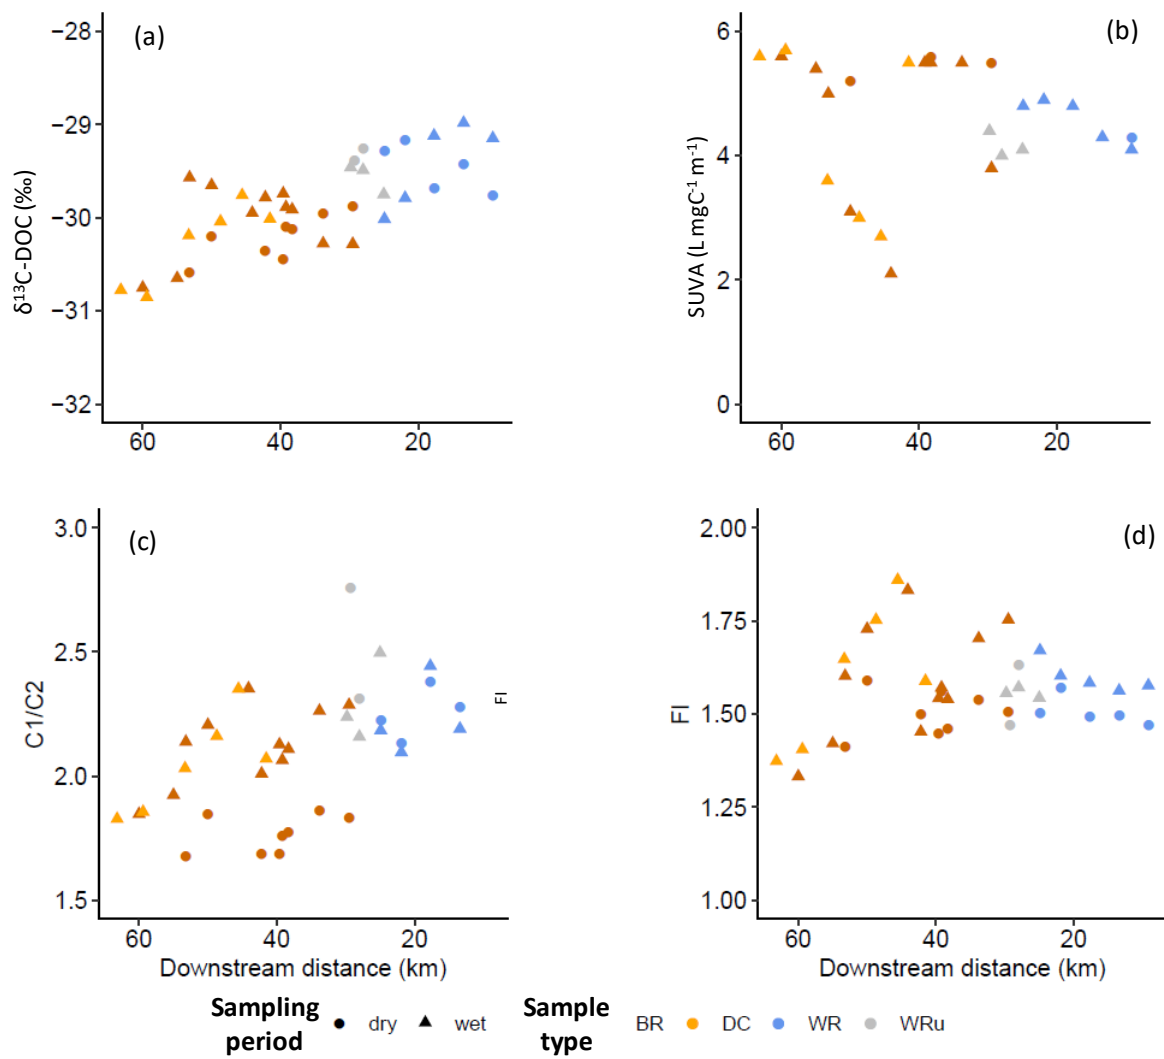 (a)
−28
−29
−30
−31
−32
δ¹³C-DOC (‰)
60 40 20
(b)
6
4
2
0
SUVA (L mgC⁻¹ m⁻¹)
60 40 20
(c)
3.0
2.5
2.0
1.5
C1/C2
60 40 20
Downstream distance (km)
FI
(d)
2.00
1.75
1.50
1.25
1.00
FI
60 40 20
Downstream distance (km)
Sampling
period
dry wet
Sample
type
BR DC WR WRu